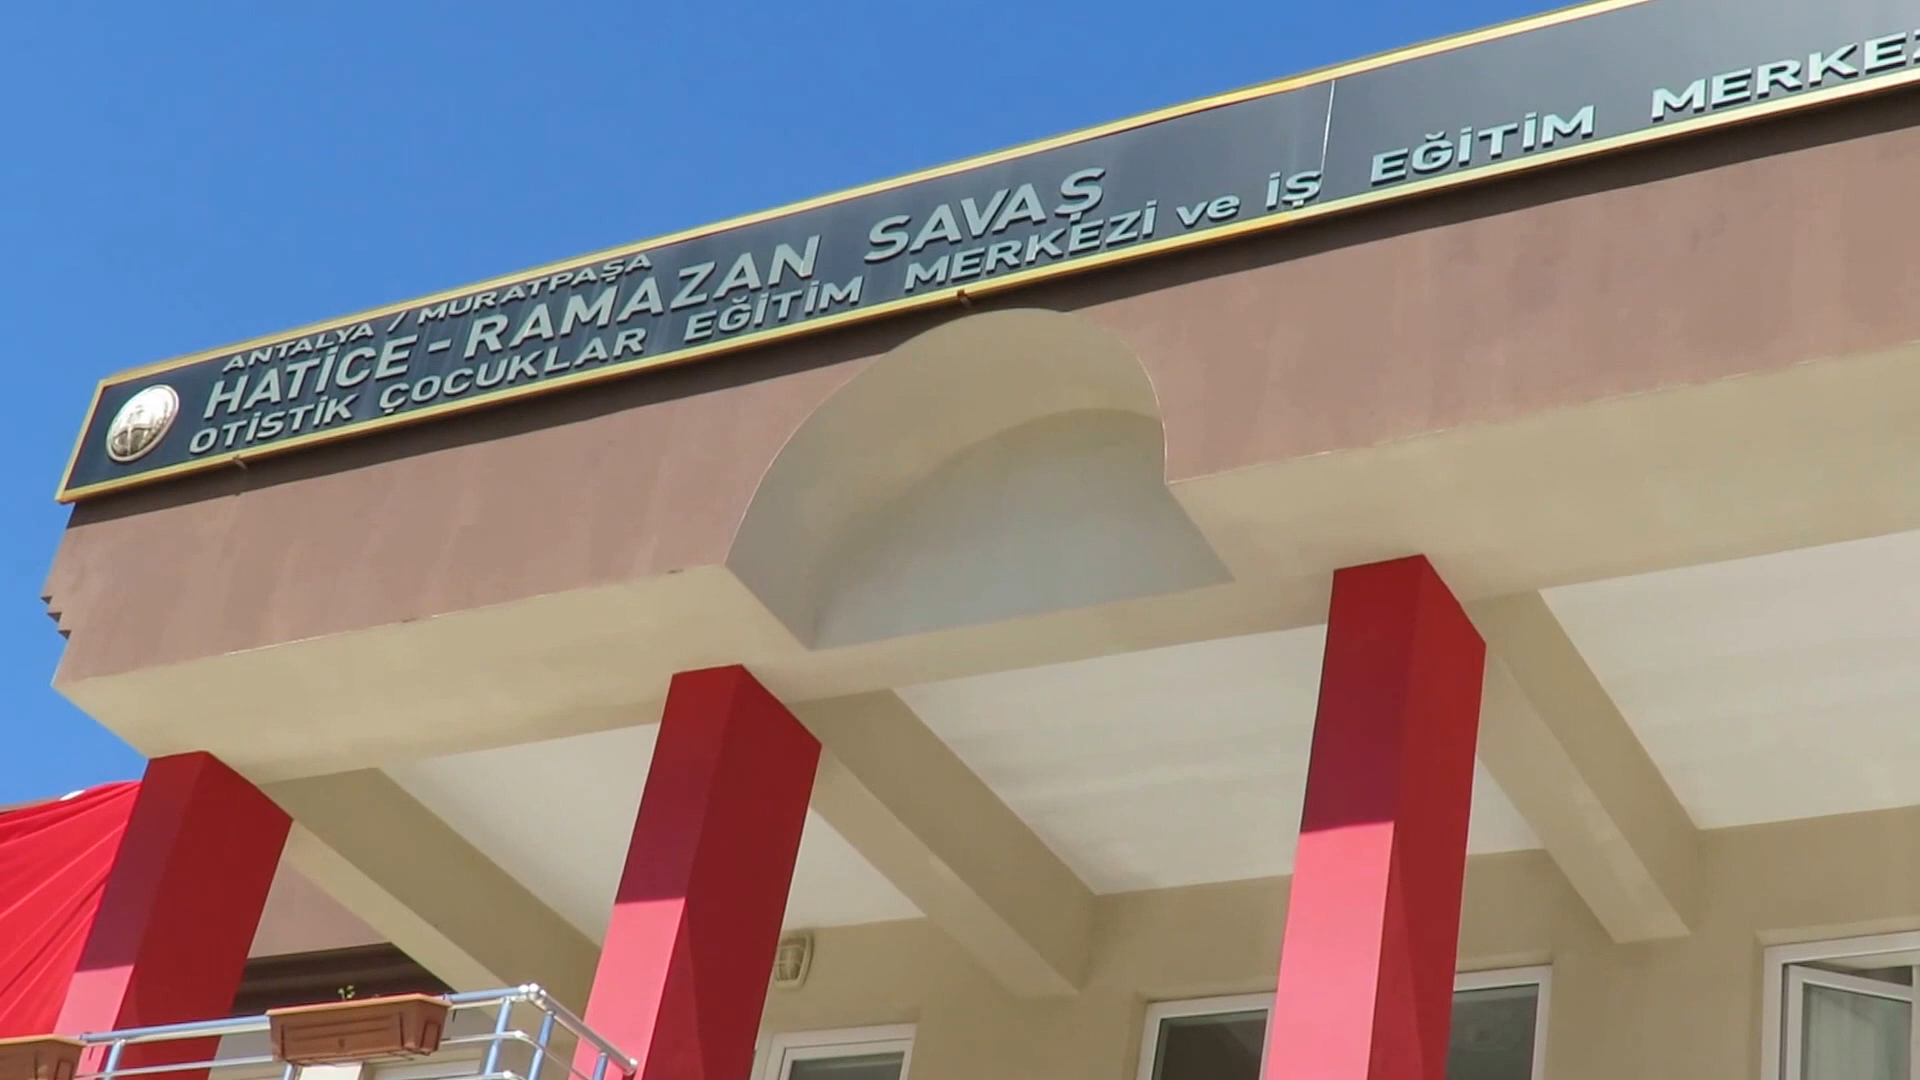 ANTALYA / MURATPAŞA
HATİCE - RAMAZAN SAVAŞ
OTİSTİK ÇOCUKLAR EĞİTİM MERKEZİ ve İŞ EĞİTİM MERKEZ